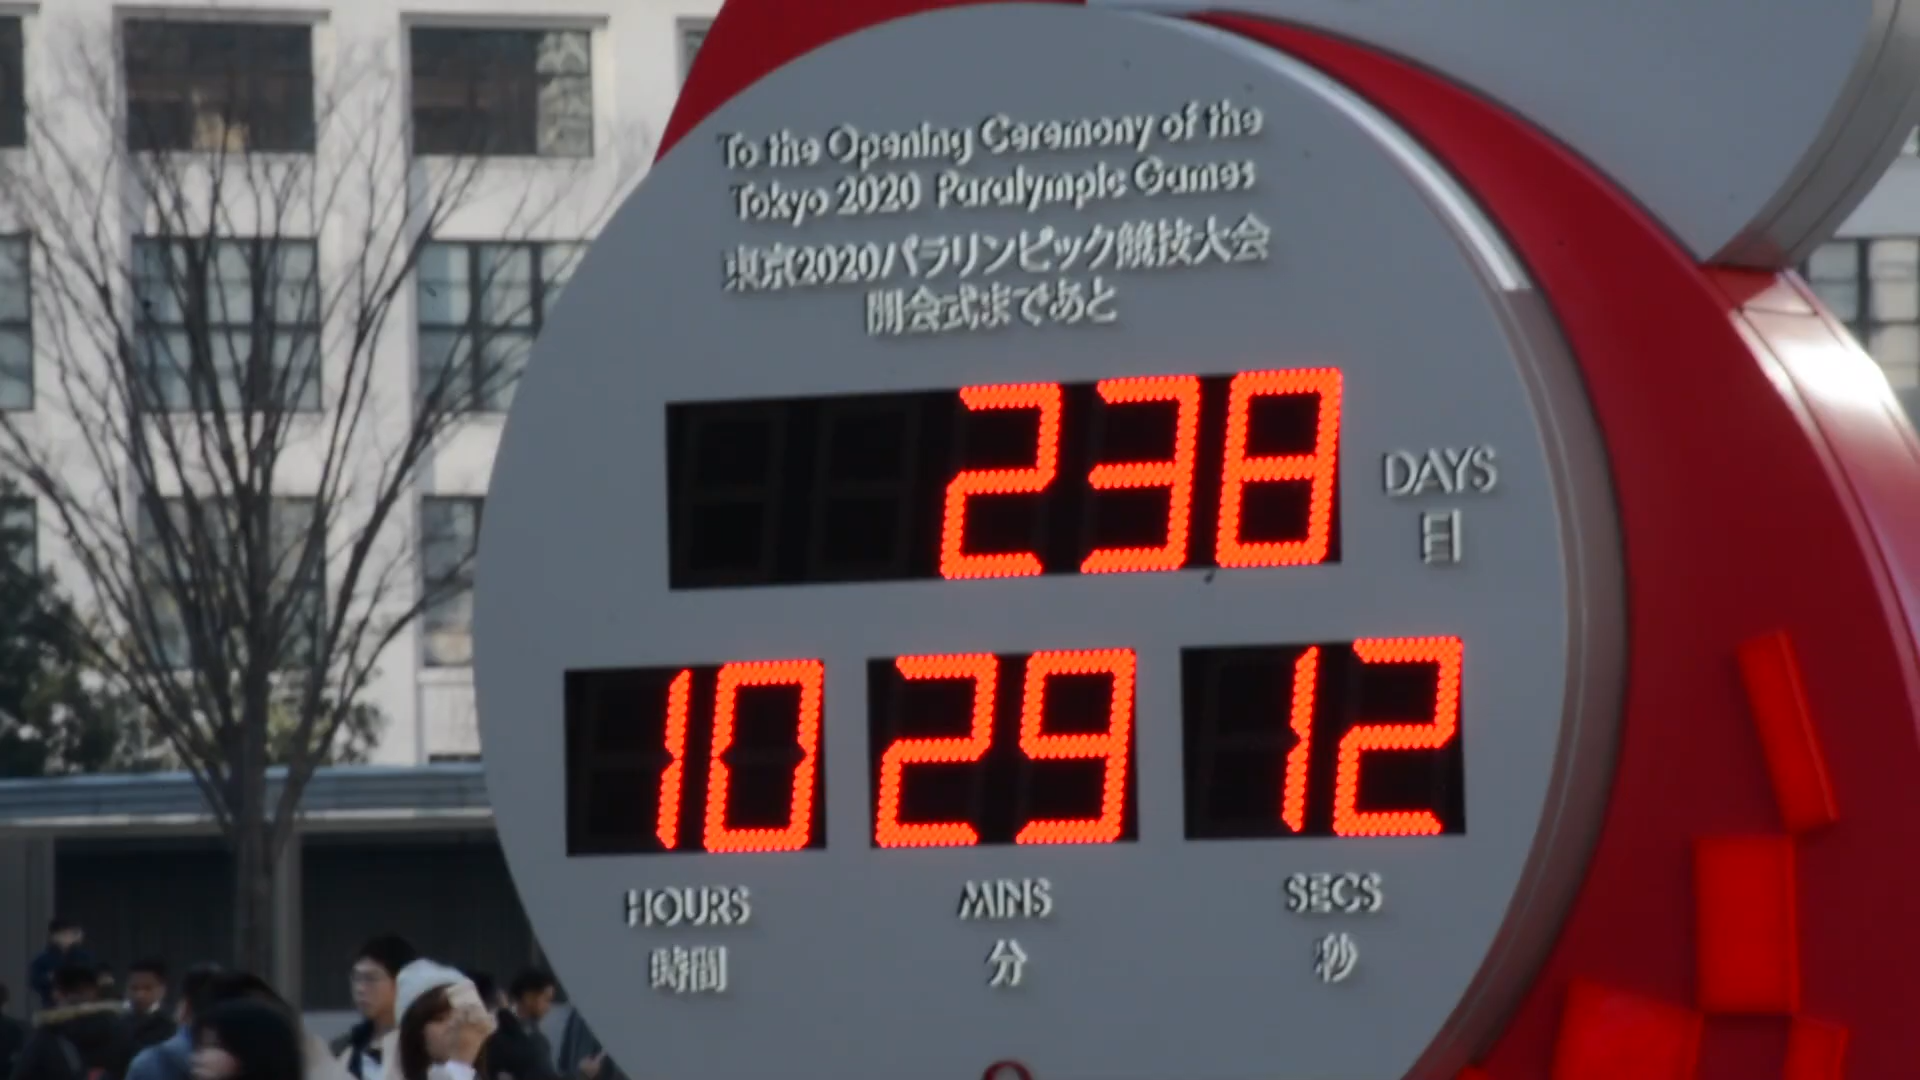 To the Opening Ceremony of the
Tokyo 2020 Paralympic Games
東京2020パラリンピック競技大会
開会式まであと
238 DAYS
日
10 29 12
HOURS MINS SECS
時間 分 秒